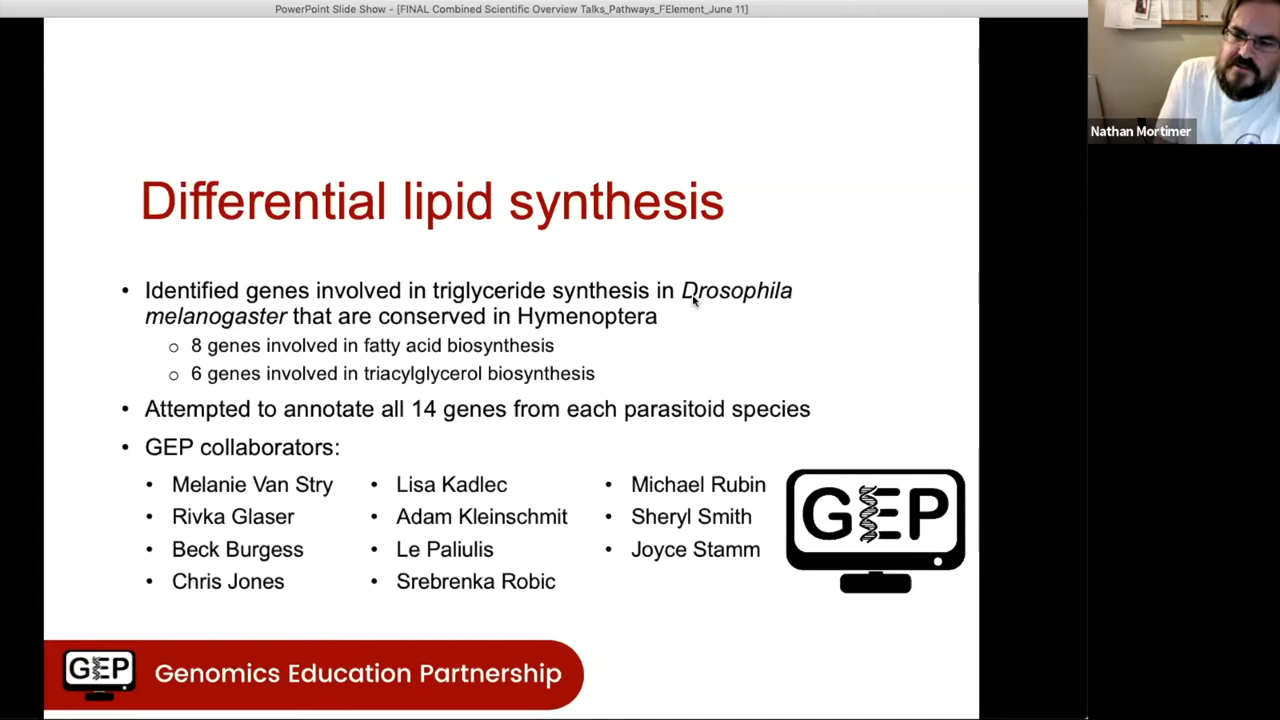 PowerPoint Slide Show - [FINAL Combined Scientific Overview Talks_Pathways_FElement_June 11]
Nathan Mortimer
Differential lipid synthesis
• Identified genes involved in triglyceride synthesis in Drosophila
melanogaster that are conserved in Hymenoptera
○ 8 genes involved in fatty acid biosynthesis
○ 6 genes involved in triacylglycerol biosynthesis
• Attempted to annotate all 14 genes from each parasitoid species
• GEP collaborators:
• Melanie Van Stry
• Rivka Glaser
• Beck Burgess
• Chris Jones
• Lisa Kadlec
• Adam Kleinschmit
• Le Paliulis
• Srebrenka Robic
• Michael Rubin
• Sheryl Smith
• Joyce Stamm
GEP
GEP
Genomics Education Partnership